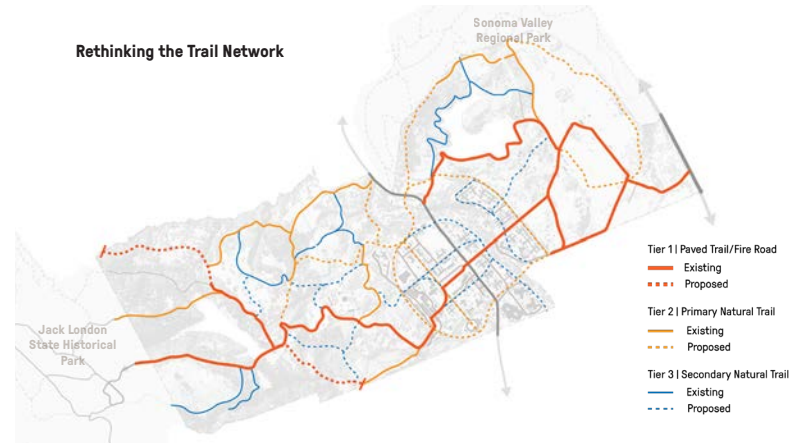 Sonoma Valley
Regional Park
Rethinking the Trail Network
Tier 1 | Paved Trail/Fire Road
Existing
Proposed
Tier 2 | Primary Natural Trail
Existing
Proposed
Tier 3 | Secondary Natural Trail
Existing
Proposed
Jack London
State Historical
Park